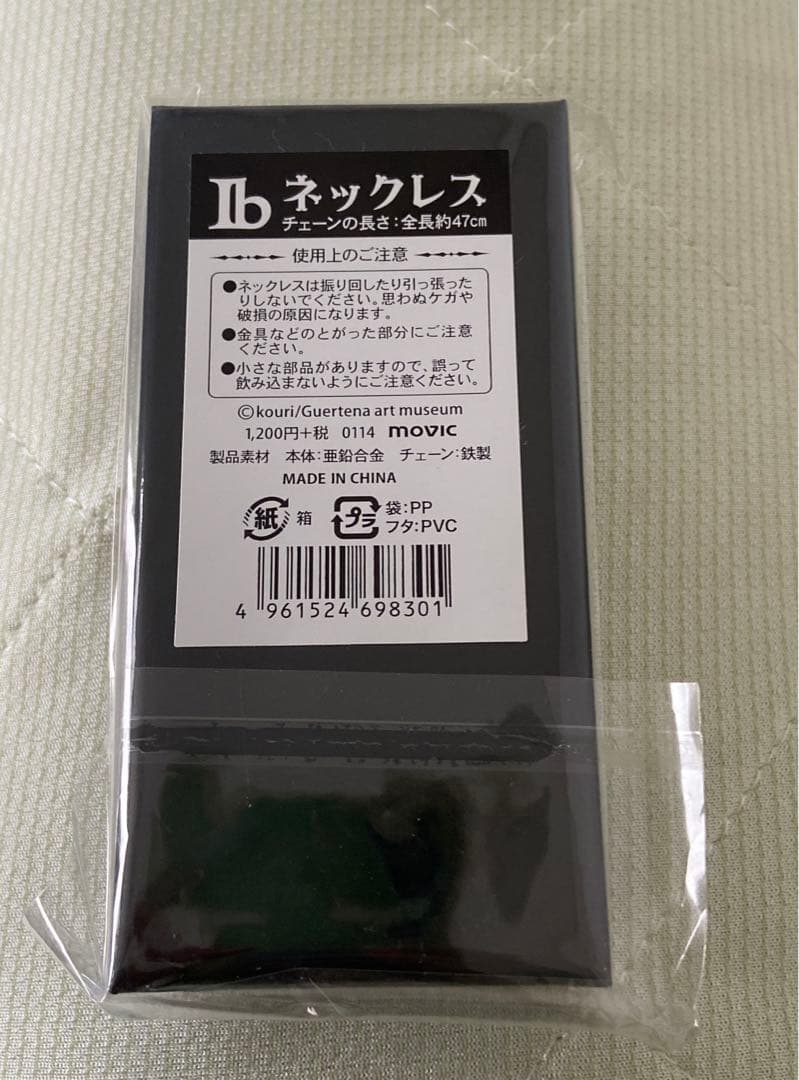 Ib ネックレス
チェーンの長さ:全長約47cm
使用上のご注意
●ネックレスは振り回したり引っ張った
りしないでください。思わぬケガや
破損の原因になります。
●金具などのとがった部分にご注意
ください。
●小さな部品がありますので、誤って
飲み込まないようにご注意ください。
©kouri/Guertena art museum
1,200円+税 0114 movic
製品素材 本体:亜鉛合金 チェーン:鉄製
MADE IN CHINA
紙 箱 プラ 袋:PP
フタ:PVC
4 961524 698301